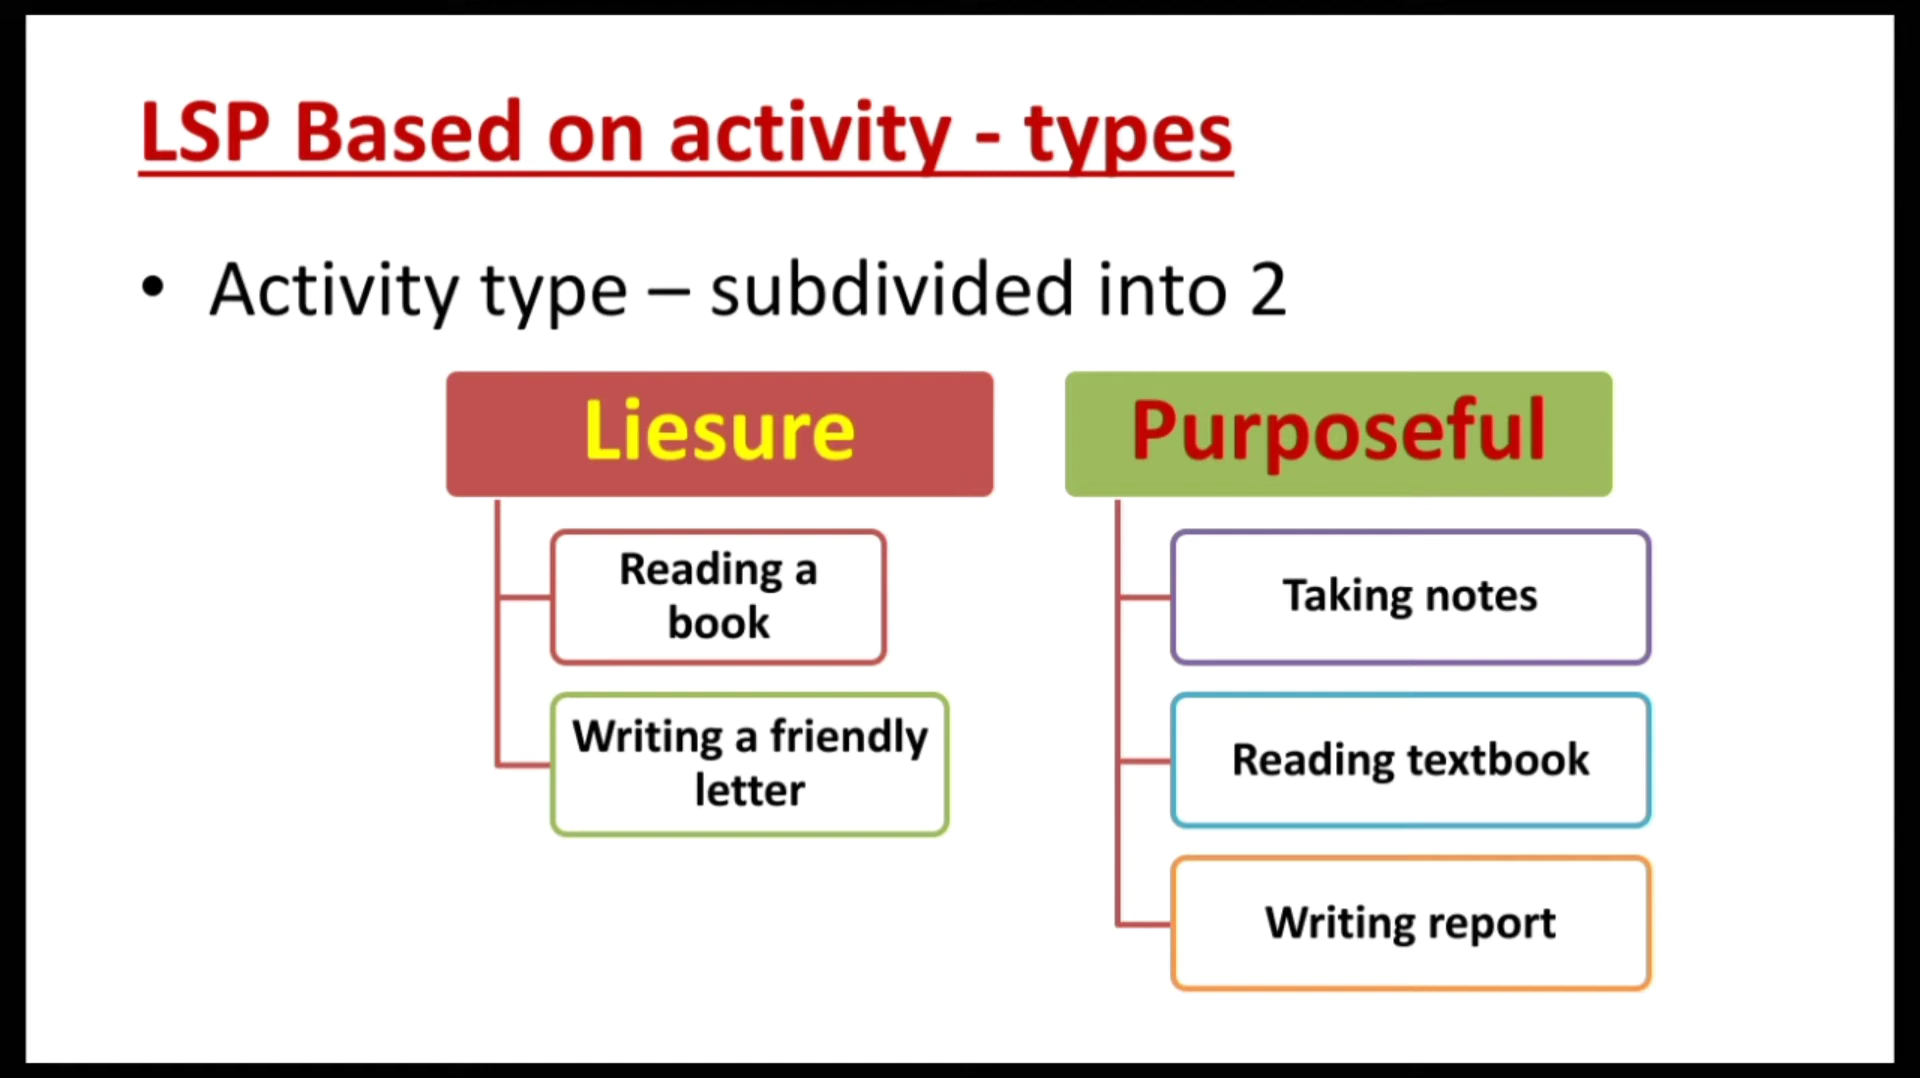 LSP Based on activity - types
• Activity type – subdivided into 2
Liesure
Reading a
book
Writing a friendly
letter
Purposeful
Taking notes
Reading textbook
Writing report